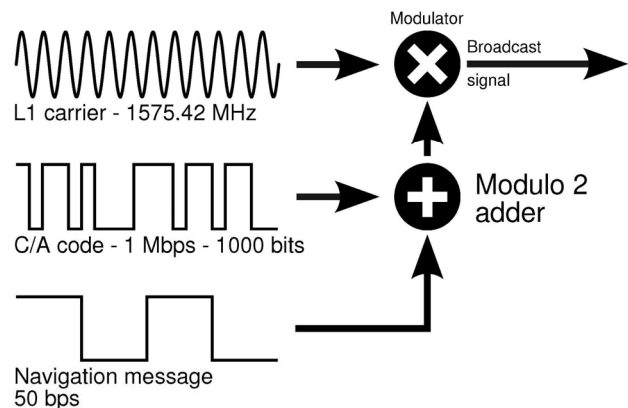 Modulator
Broadcast
signal
L1 carrier - 1575.42 MHz
Modulo 2
adder
C/A code - 1 Mbps - 1000 bits
Navigation message
50 bps